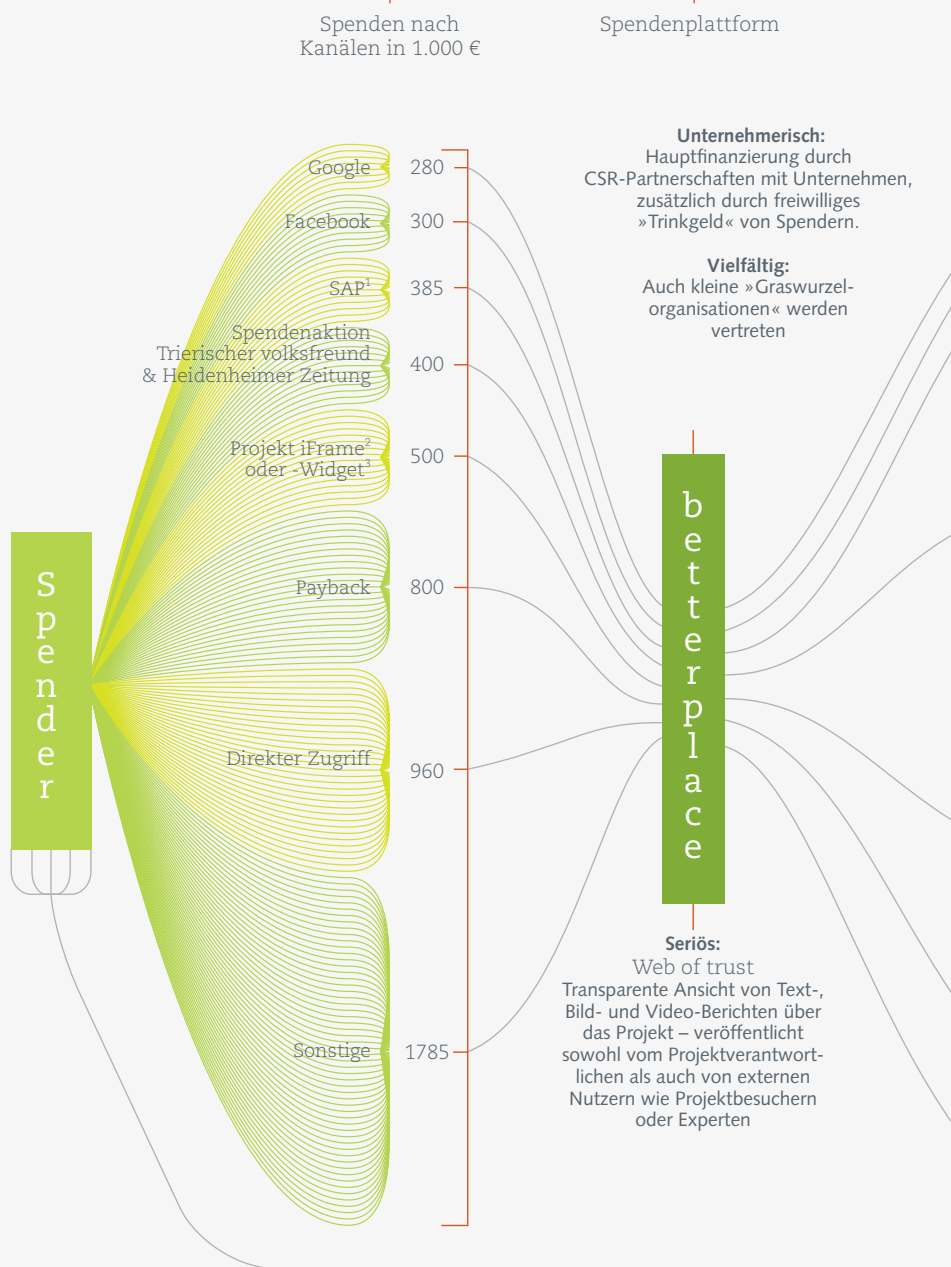 Spenden nach
Kanälen in 1.000 €
Spendenplattform
Unternehmerisch:
Hauptfinanzierung durch
CSR-Partnerschaften mit Unternehmen,
zusätzlich durch freiwilliges
»Trinkgeld« von Spendern.
Vielfältig:
Auch kleine »Graswurzel-
organisationen« werden
vertreten
Google 280
Facebook 300
SAP¹ 385
Spendenaktion
Trierischer volksfreund
& Heidenheimer Zeitung 400
Projekt iFrame²
oder -Widget³ 500
Payback 800
Direkter Zugriff 960
Sonstige 1785
Spender
betterplace
Seriös:
Web of trust
Transparente Ansicht von Text-,
Bild- und Video-Berichten über
das Projekt – veröffentlicht
sowohl vom Projektverantwort-
lichen als auch von externen
Nutzern wie Projektbesuchern
oder Experten